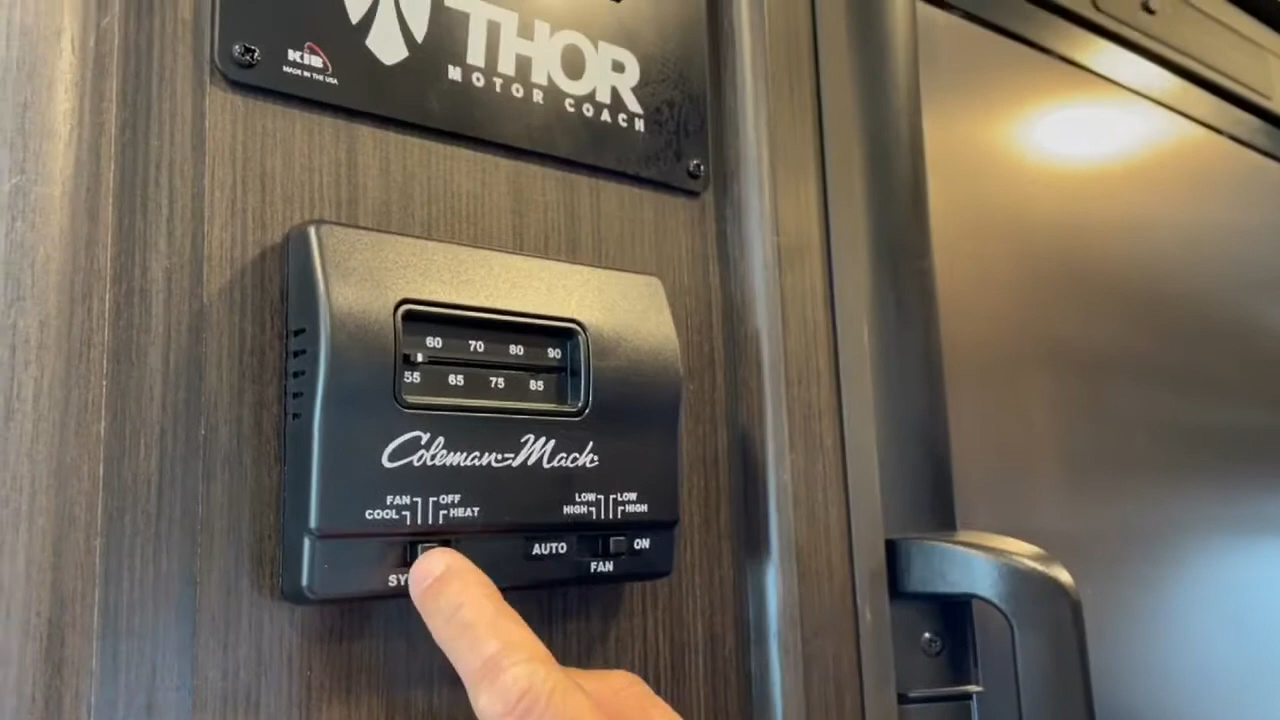 KIB
MADE IN THE USA
THOR
MOTOR COACH
60 70 80 90
55 65 75 85
Coleman-Mach
FAN OFF
COOL HEAT
LOW LOW
HIGH HIGH
AUTO ON
SY
FAN